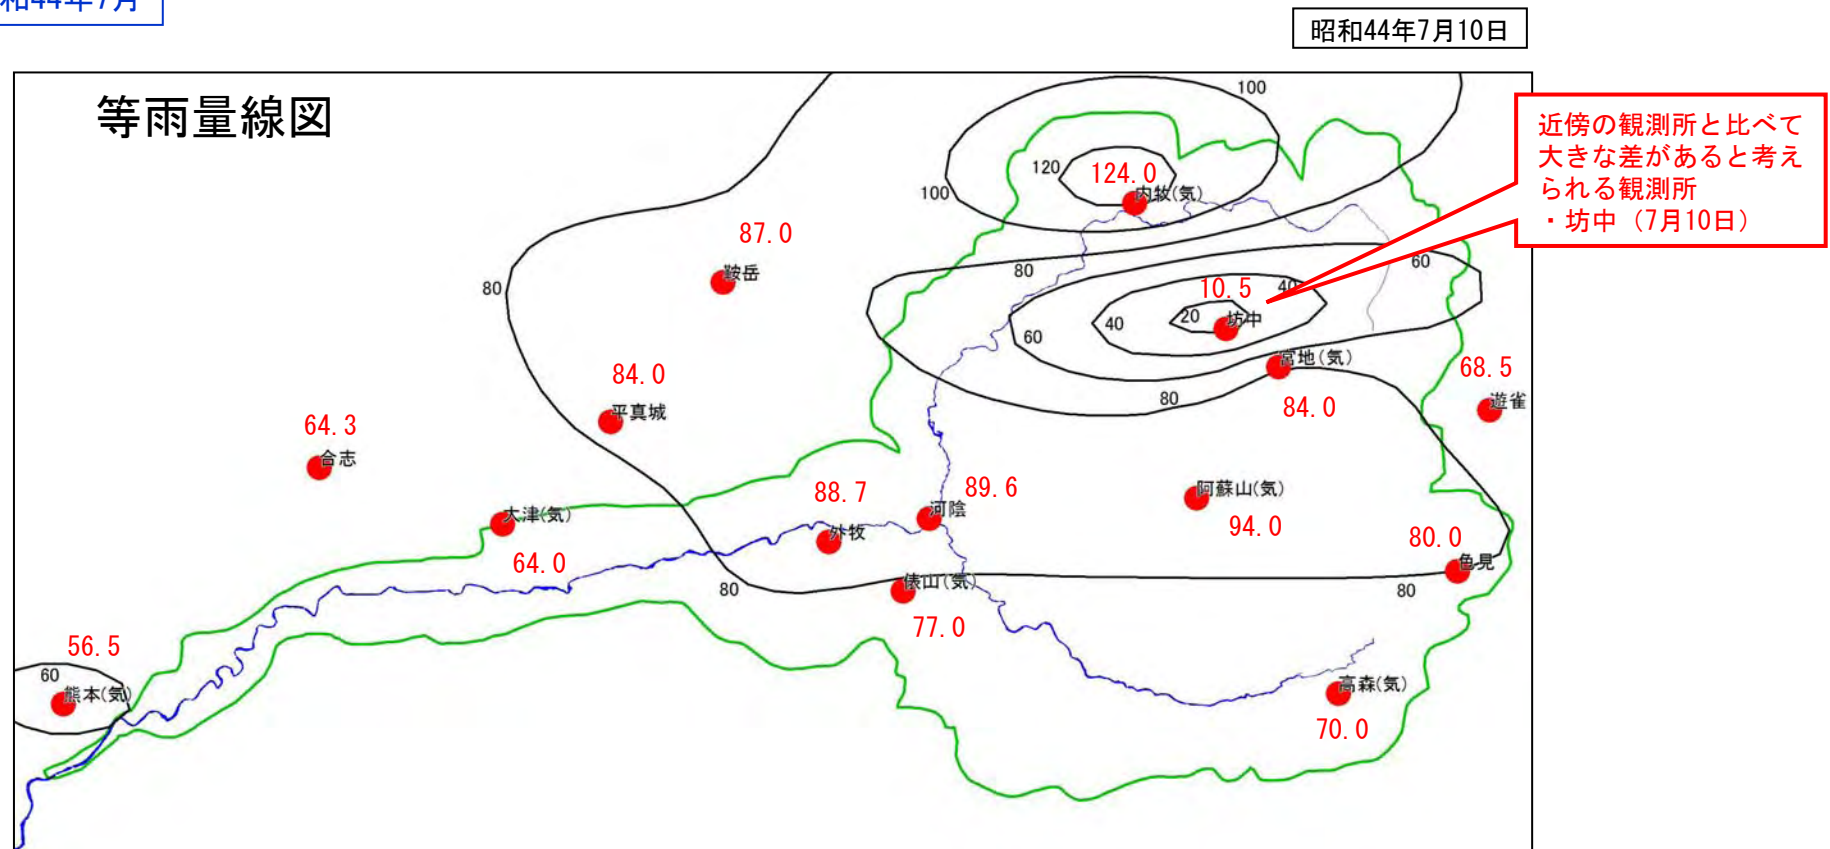 和44年7月
昭和44年7月10日
等雨量線図
近傍の観測所と比べて
大きな差があると考え
られる観測所
・坊中（7月10日）
100
120
124.0
内牧(気)
100
87.0
鞍岳
80
80
60
10.5
40
20
坊中
40
60
宮地(気)
84.0
80
68.5
遊雀
84.0
平真城
64.3
合志
88.7
外牧
89.6
河陰
阿蘇山(気)
94.0
大津(気)
64.0
80.0
色見
80
80
俵山(気)
77.0
56.5
60
熊本(気)
高森(気)
70.0